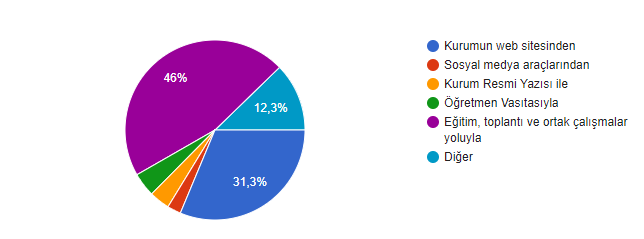 46%
12,3%
31,3%
Kurumun web sitesinden
Sosyal medya araçlarından
Kurum Resmi Yazısı ile
Öğretmen Vasıtasıyla
Eğitim, toplantı ve ortak çalışmalar
yoluyla
Diğer